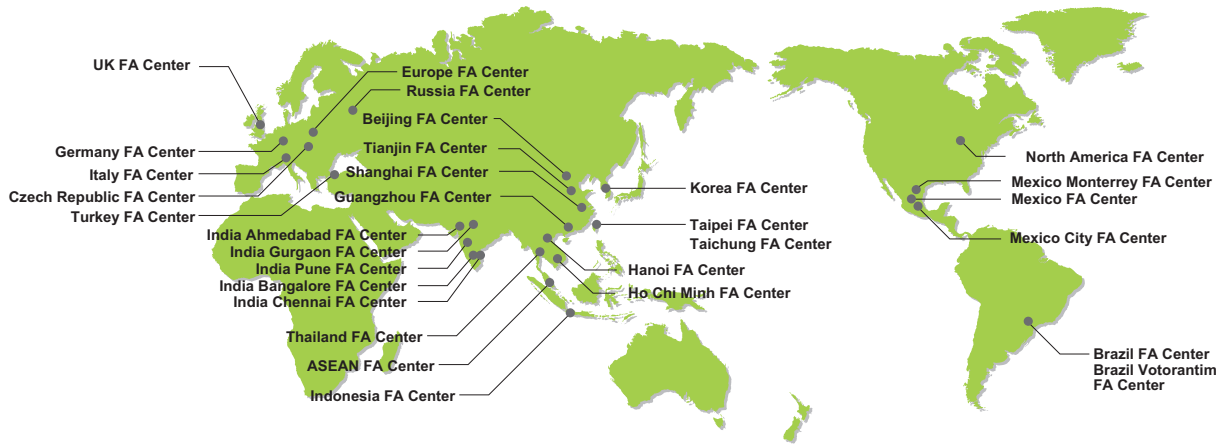 UK FA Center
Europe FA Center
Russia FA Center
Beijing FA Center
Germany FA Center
Tianjin FA Center
Italy FA Center
Shanghai FA Center
Czech Republic FA Center
Guangzhou FA Center
Turkey FA Center
India Ahmedabad FA Center
India Gurgaon FA Center
India Pune FA Center
India Bangalore FA Center
India Chennai FA Center
Thailand FA Center
ASEAN FA Center
Indonesia FA Center
Korea FA Center
Taipei FA Center
Taichung FA Center
Hanoi FA Center
Ho Chi Minh FA Center
North America FA Center
Mexico Monterrey FA Center
Mexico FA Center
Mexico City FA Center
Brazil FA Center
Brazil Votorantim
FA Center